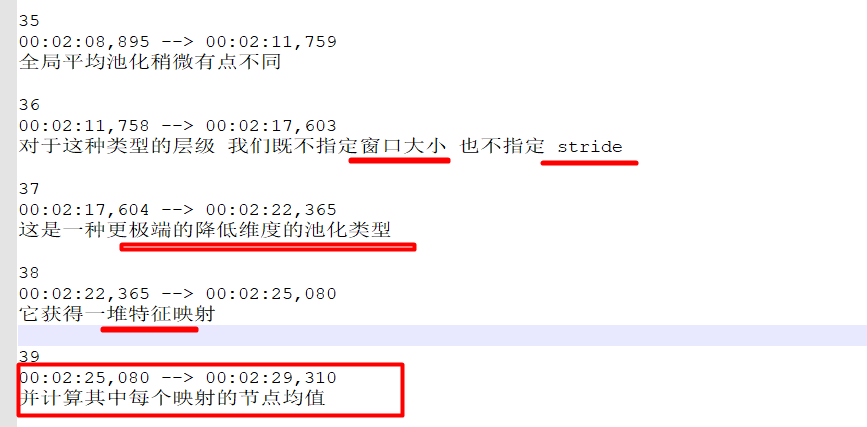 35
00:02:08,895 --> 00:02:11,759
全局平均池化稍微有点不同
36
00:02:11,758 --> 00:02:17,603
对于这种类型的层级 我们既不指定窗口大小 也不指定 stride
37
00:02:17,604 --> 00:02:22,365
这是一种更极端的降低维度的池化类型
38
00:02:22,365 --> 00:02:25,080
它获得一堆特征映射
39
00:02:25,080 --> 00:02:29,310
并计算其中每个映射的节点均值